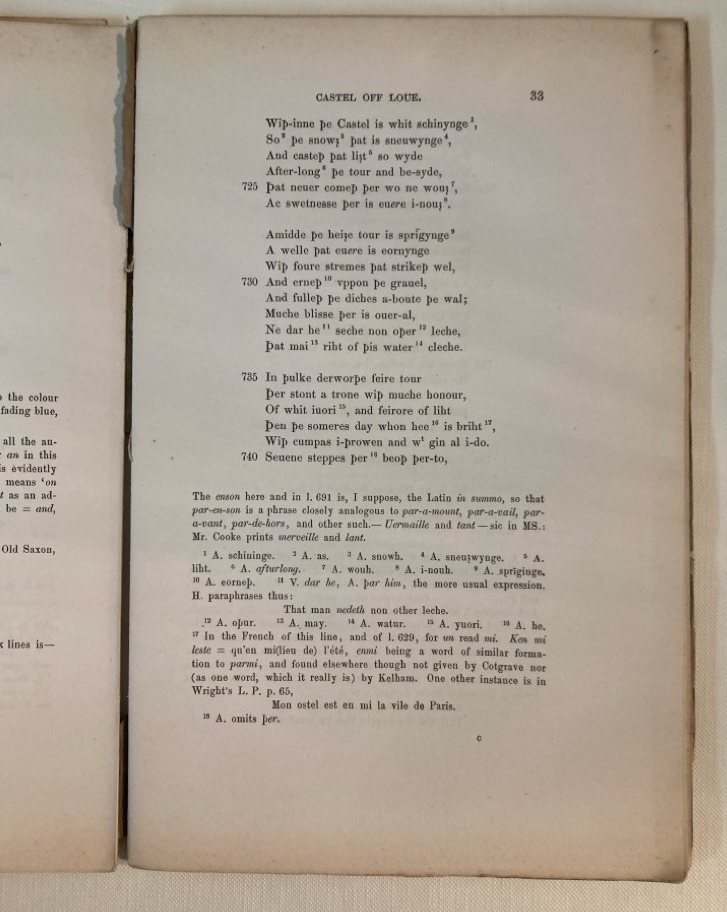 o the colour
fading blue,
all the au-
r an in this
is evidently
means 'on
t as an ad-
be = and,
Old Saxon,
x lines is—
CASTEL OFF LOUE. 33
Wiþ-inne þe Castel is whit schinynge¹,
So² þe snowȝ³ þat is sneuwynge⁴,
And casteþ þat liȝt⁵ so wyde
After-long⁶ þe tour and be-syde,
725 Þat neuer comeþ þer wo ne wouȝ⁷,
Ac swetnesse þer is euere i-nouȝ⁸.
Amidde þe heiȝe tour is sprīgynge⁹
A welle þat euere is eornynge
Wiþ foure stremes þat strikeþ wel,
730 And erneþ¹⁰ vppon þe grauel,
And fulleþ þe diches a-boute þe wal;
Muche blisse þer is ouer-al,
Ne dar he¹¹ seche non oþer¹² leche,
Þat mai¹³ riht of þis water¹⁴ cleche.
735 In þulke derworþe feire tour
Þer stont a trone wiþ muche honour,
Of whit iuori¹⁵, and feirore of liht
Þen þe someres day whon hee¹⁶ is briht¹⁷,
Wiþ cumpas i-þrowen and wᵗ gin al i-do.
740 Seuene steppes þer¹⁸ beoþ þer-to,
The enson here and in l. 691 is, I suppose, the Latin in summo, so that
par-en-son is a phrase closely analogous to par-a-mount, par-a-vail, par-
a-vant, par-de-hors, and other such.—Uermaille and tant—sic in MS.:
Mr. Cooke prints merveille and lant.
¹ A. schininge. ² A. as. ³ A. snowh. ⁴ A. sneuȝwynge. ⁵ A.
liht. ⁶ A. afturlong. ⁷ A. wouh. ⁸ A. i-nouh. ⁹ A. sprīginge.
¹⁰ A. eorneþ. ¹¹ V. dar he, A. þar him, the more usual expression.
H. paraphrases thus:
That man nedeth non other leche.
¹² A. oþur. ¹³ A. may. ¹⁴ A. watur. ¹⁵ A. yuori. ¹⁶ A. he.
¹⁷ In the French of this line, and of l. 629, for un read mi. Ken mi
leste = qu'en mi(lieu de) l'été, enmi being a word of similar forma-
tion to parmi, and found elsewhere though not given by Cotgrave nor
(as one word, which it really is) by Kelham. One other instance is in
Wright's L. P. p. 65,
Mon ostel est en mi la vile de Paris.
¹⁸ A. omits þer.
c